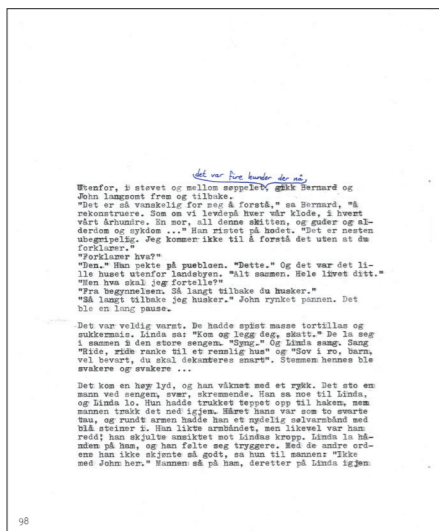 det var fire hunder der nå,
Utenfor, i støvet og mellom søppelet, gikk Bernard og
John langsomt frem og tilbake.
"Det er så vanskelig for meg å forstå," sa Bernard, "å
rekonstruere. Som om vi levdepå hver vår klode, i hvert
vårt århundre. En mor, all denne skitten, og guder og al-
derdom og sykdom ..." Han ristet på hodet. "Det er nesten
ubegripelig. Jeg kommer ikke til å forstå det uten at du
forklarer."
"Forklarer hva?"
"Den." Han pekte på puebloen. "Dette." Og det var det li-
lle huset utenfor landsbyen. "Alt sammen. Hele livet ditt."
"Men hva skal jeg fortelle?"
"Fra begynnelsen. Så langt tilbake du husker."
"Så langt tilbake jeg husker." John rynket pannen. Det
ble en lang pause.
Det var veldig varmt. De hadde spist masse tortillas og
sukkermais. Linda sa: "Kom og legg deg, skatt." De la seg
i sammen i den store sengen. "Syng." Og Linda sang. Sang
"Ride, ride ranke til et renslig hus" og "Sov i ro, barn,
vel bevart, du skal dekanteres snart". Stemmen hennes ble
svakere og svakere ...
Det kom en høy lyd, og han våknet med et rykk. Det sto en
mann ved sengen, svær, skremmende. Han sa noe til Linda,
og Linda lo. Hun hadde trukket teppet opp til haken, men
mannen trakk det ned igjen. Håret hans var som to svarte
tau, og rundt armen hadde han et nydelig sølvarmbånd med
blå steiner i. Han likte armbåndet, men likevel var han
redd; han skjulte ansiktet mot Lindas kropp. Linda la hå-
nden på ham, og han følte seg tryggere. Med de andre ord-
ene han ikke skjønte så godt, sa hun til mannen: "Ikke
med John her." Mannen så på ham, deretter på Linda igjen
98